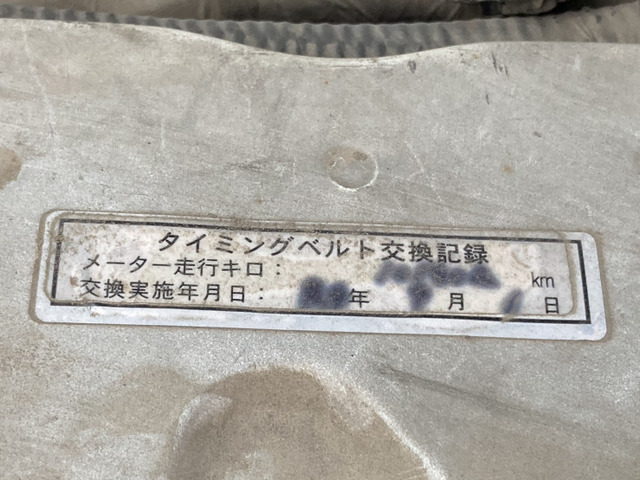 タイミングベルト交換記録
メーター走行キロ： km
交換実施年月日： 年 月 日